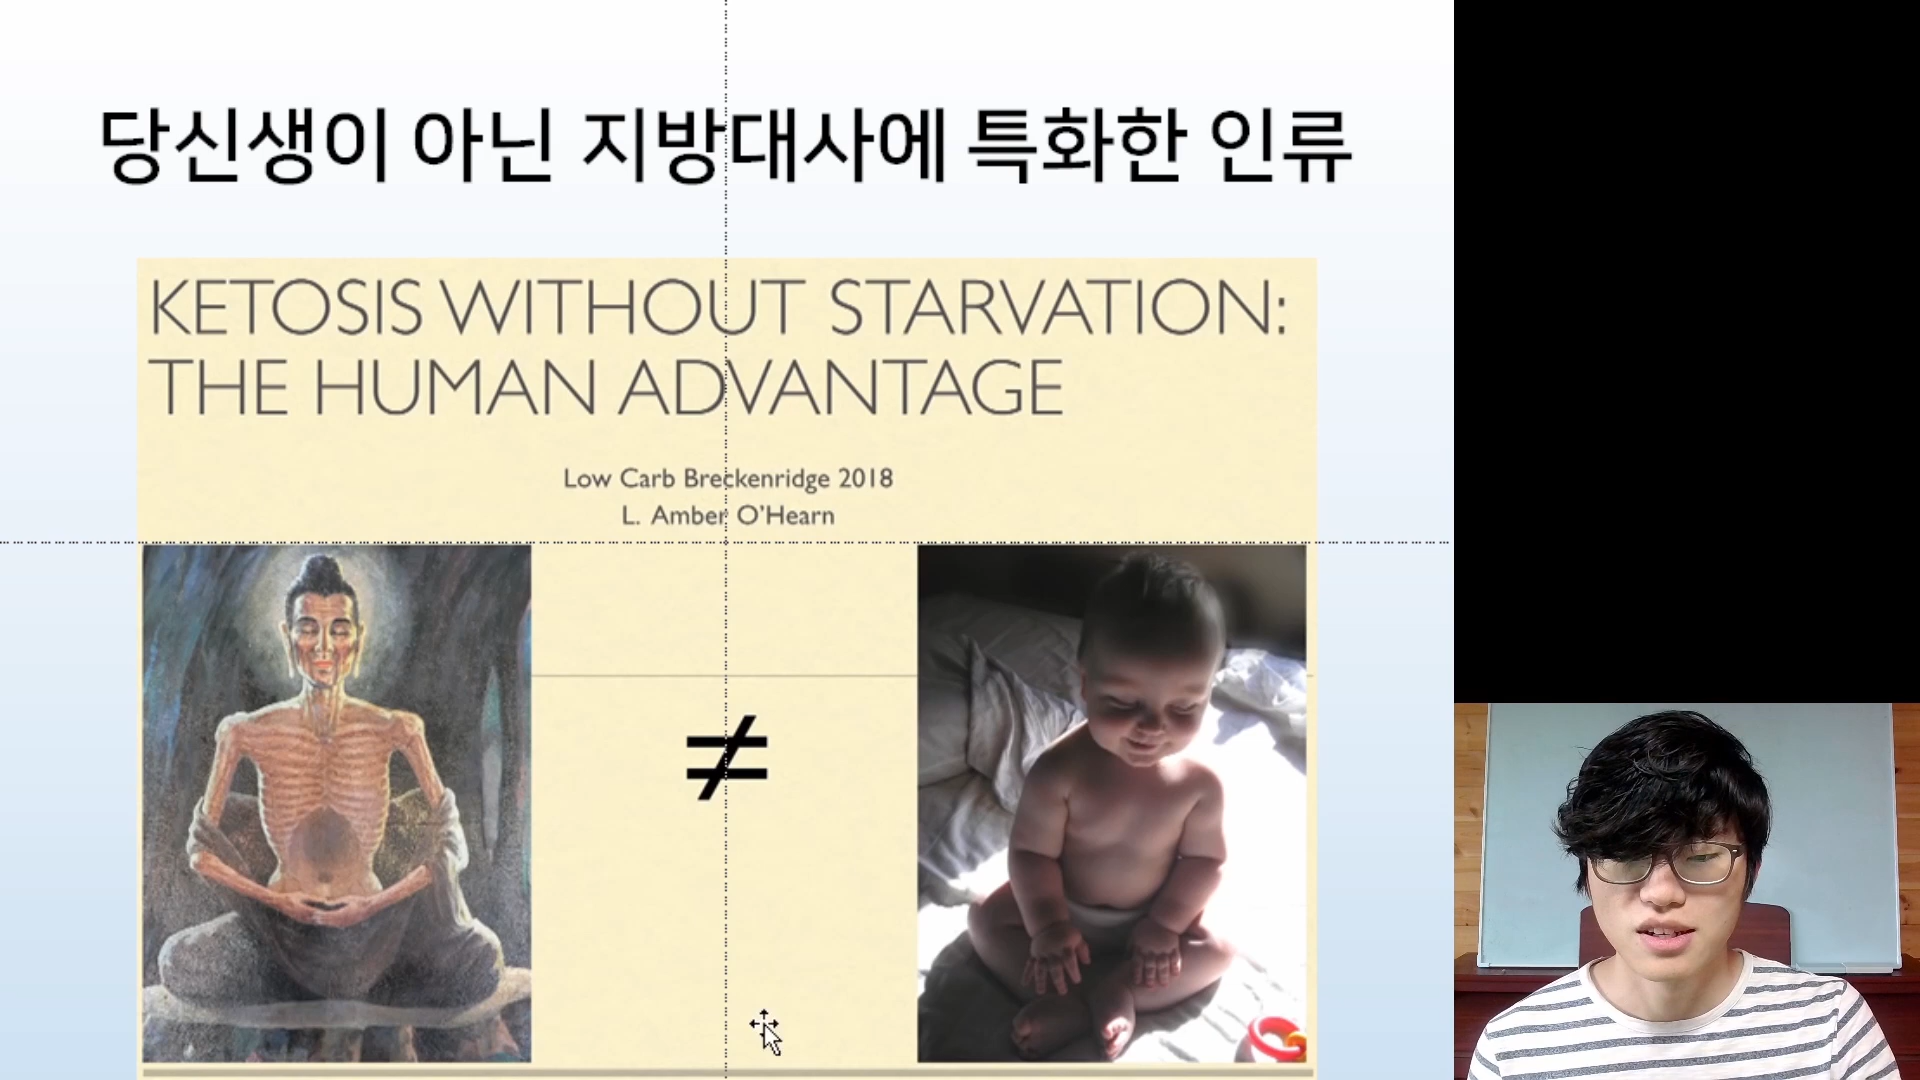 당신생이 아닌 지방대사에 특화한 인류
KETOSIS WITHOUT STARVATION:
THE HUMAN ADVANTAGE
Low Carb Breckenridge 2018
L. Amber O'Hearn
≠